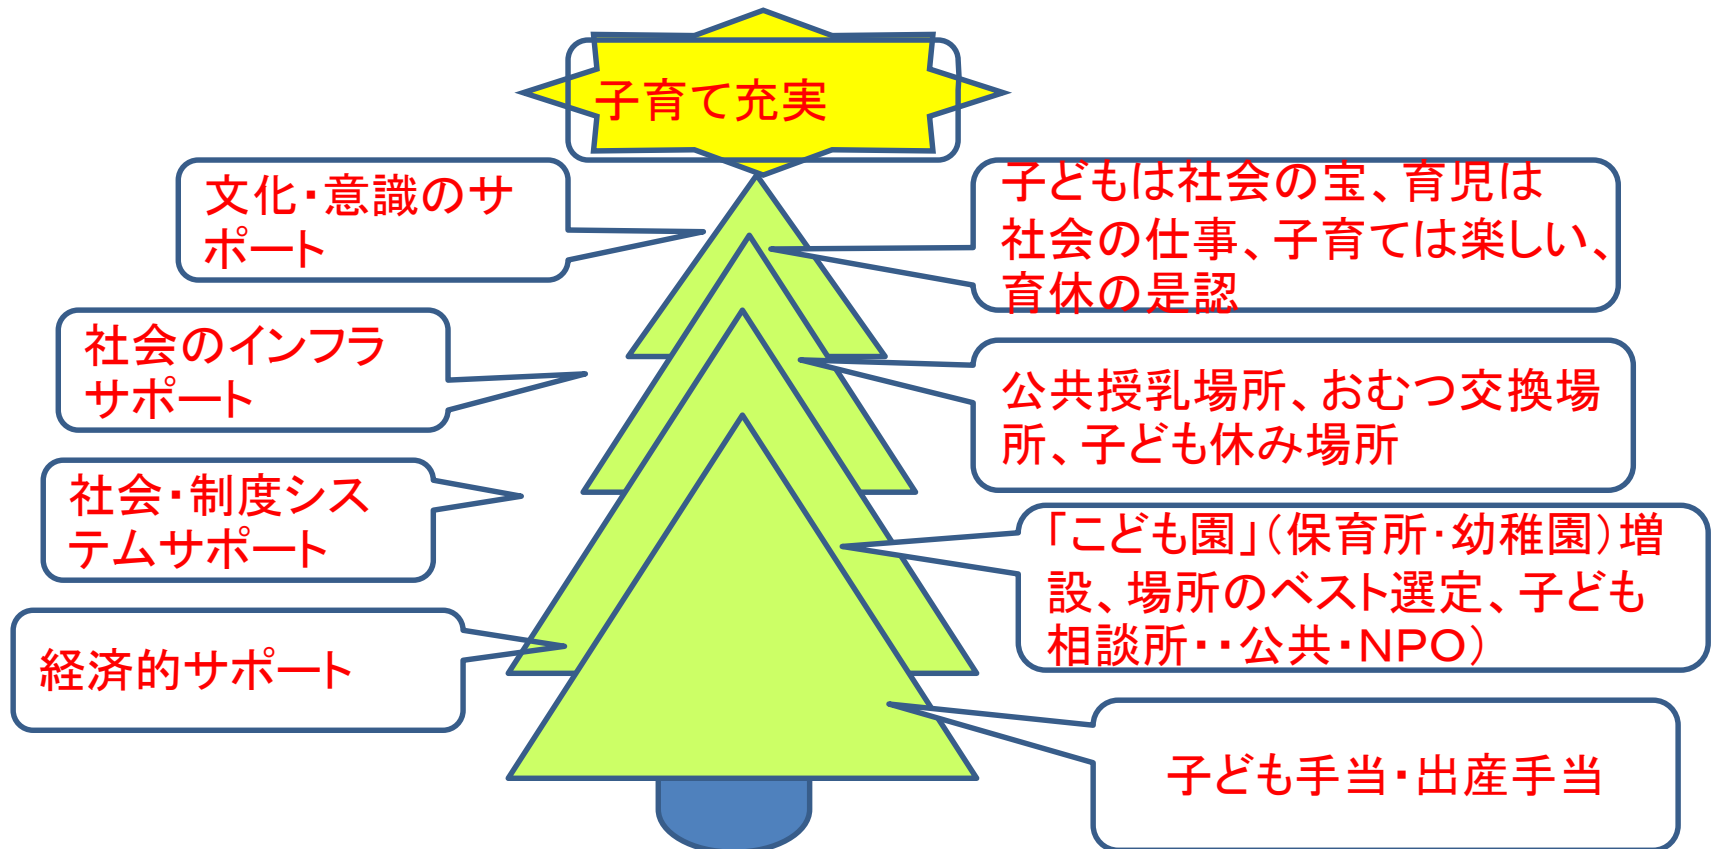 子育て充実
文化・意識のサ
ポート
子どもは社会の宝、育児は
社会の仕事、子育ては楽しい、
育休の是認
社会のインフラ
サポート
公共授乳場所、おむつ交換場
所、子ども休み場所
社会・制度シス
テムサポート
「こども園」（保育所・幼稚園）増
設、場所のベスト選定、子ども
相談所・・公共・NPO）
経済的サポート
子ども手当・出産手当